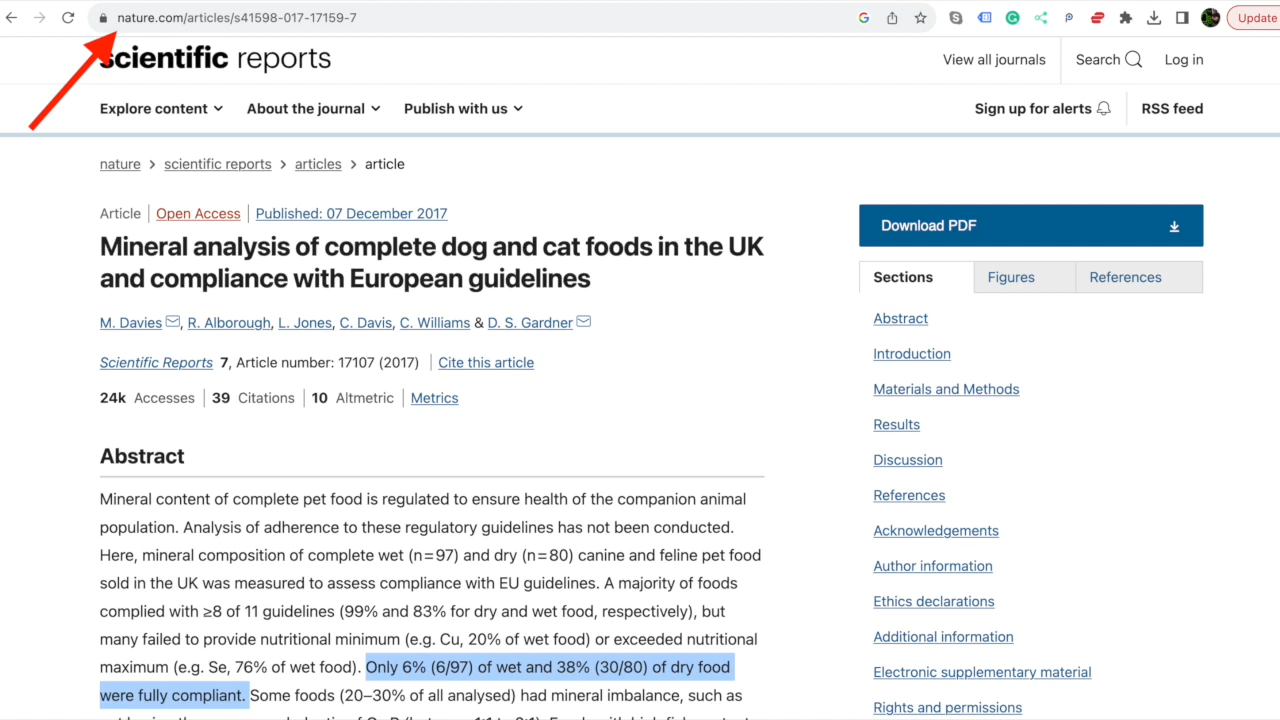 nature.com/articles/s41598-017-17159-7
Update
scientific reports
View all journals
Search
Log in
Explore content
About the journal
Publish with us
Sign up for alerts
RSS feed
nature > scientific reports > articles > article
Article | Open Access | Published: 07 December 2017
Mineral analysis of complete dog and cat foods in the UK
and compliance with European guidelines
M. Davies, R. Alborough, L. Jones, C. Davis, C. Williams & D. S. Gardner
Scientific Reports 7, Article number: 17107 (2017) | Cite this article
24k Accesses | 39 Citations | 10 Altmetric | Metrics
Abstract
Mineral content of complete pet food is regulated to ensure health of the companion animal
population. Analysis of adherence to these regulatory guidelines has not been conducted.
Here, mineral composition of complete wet (n=97) and dry (n=80) canine and feline pet food
sold in the UK was measured to assess compliance with EU guidelines. A majority of foods
complied with ≥8 of 11 guidelines (99% and 83% for dry and wet food, respectively), but
many failed to provide nutritional minimum (e.g. Cu, 20% of wet food) or exceeded nutritional
maximum (e.g. Se, 76% of wet food). Only 6% (6/97) of wet and 38% (30/80) of dry food
were fully compliant. Some foods (20–30% of all analysed) had mineral imbalance, such as
Download PDF
Sections
Figures
References
Abstract
Introduction
Materials and Methods
Results
Discussion
References
Acknowledgements
Author information
Ethics declarations
Additional information
Electronic supplementary material
Rights and permissions